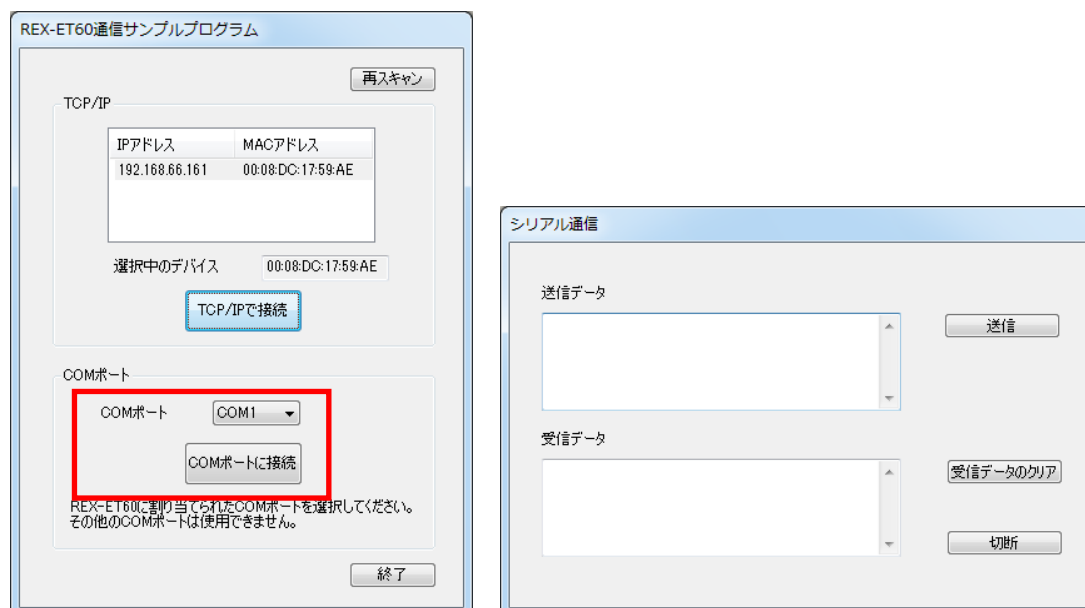 REX-ET60通信サンプルプログラム
再スキャン
TCP/IP
IPアドレス MACアドレス
192.168.66.161 00:08:DC:17:59:AE
選択中のデバイス 00:08:DC:17:59:AE
TCP/IPで接続
COMポート
COMポート COM1
COMポートに接続
REX-ET60に割り当てられたCOMポートを選択してください。
その他のCOMポートは使用できません。
終了
シリアル通信
送信データ
送信
受信データ
受信データのクリア
切断